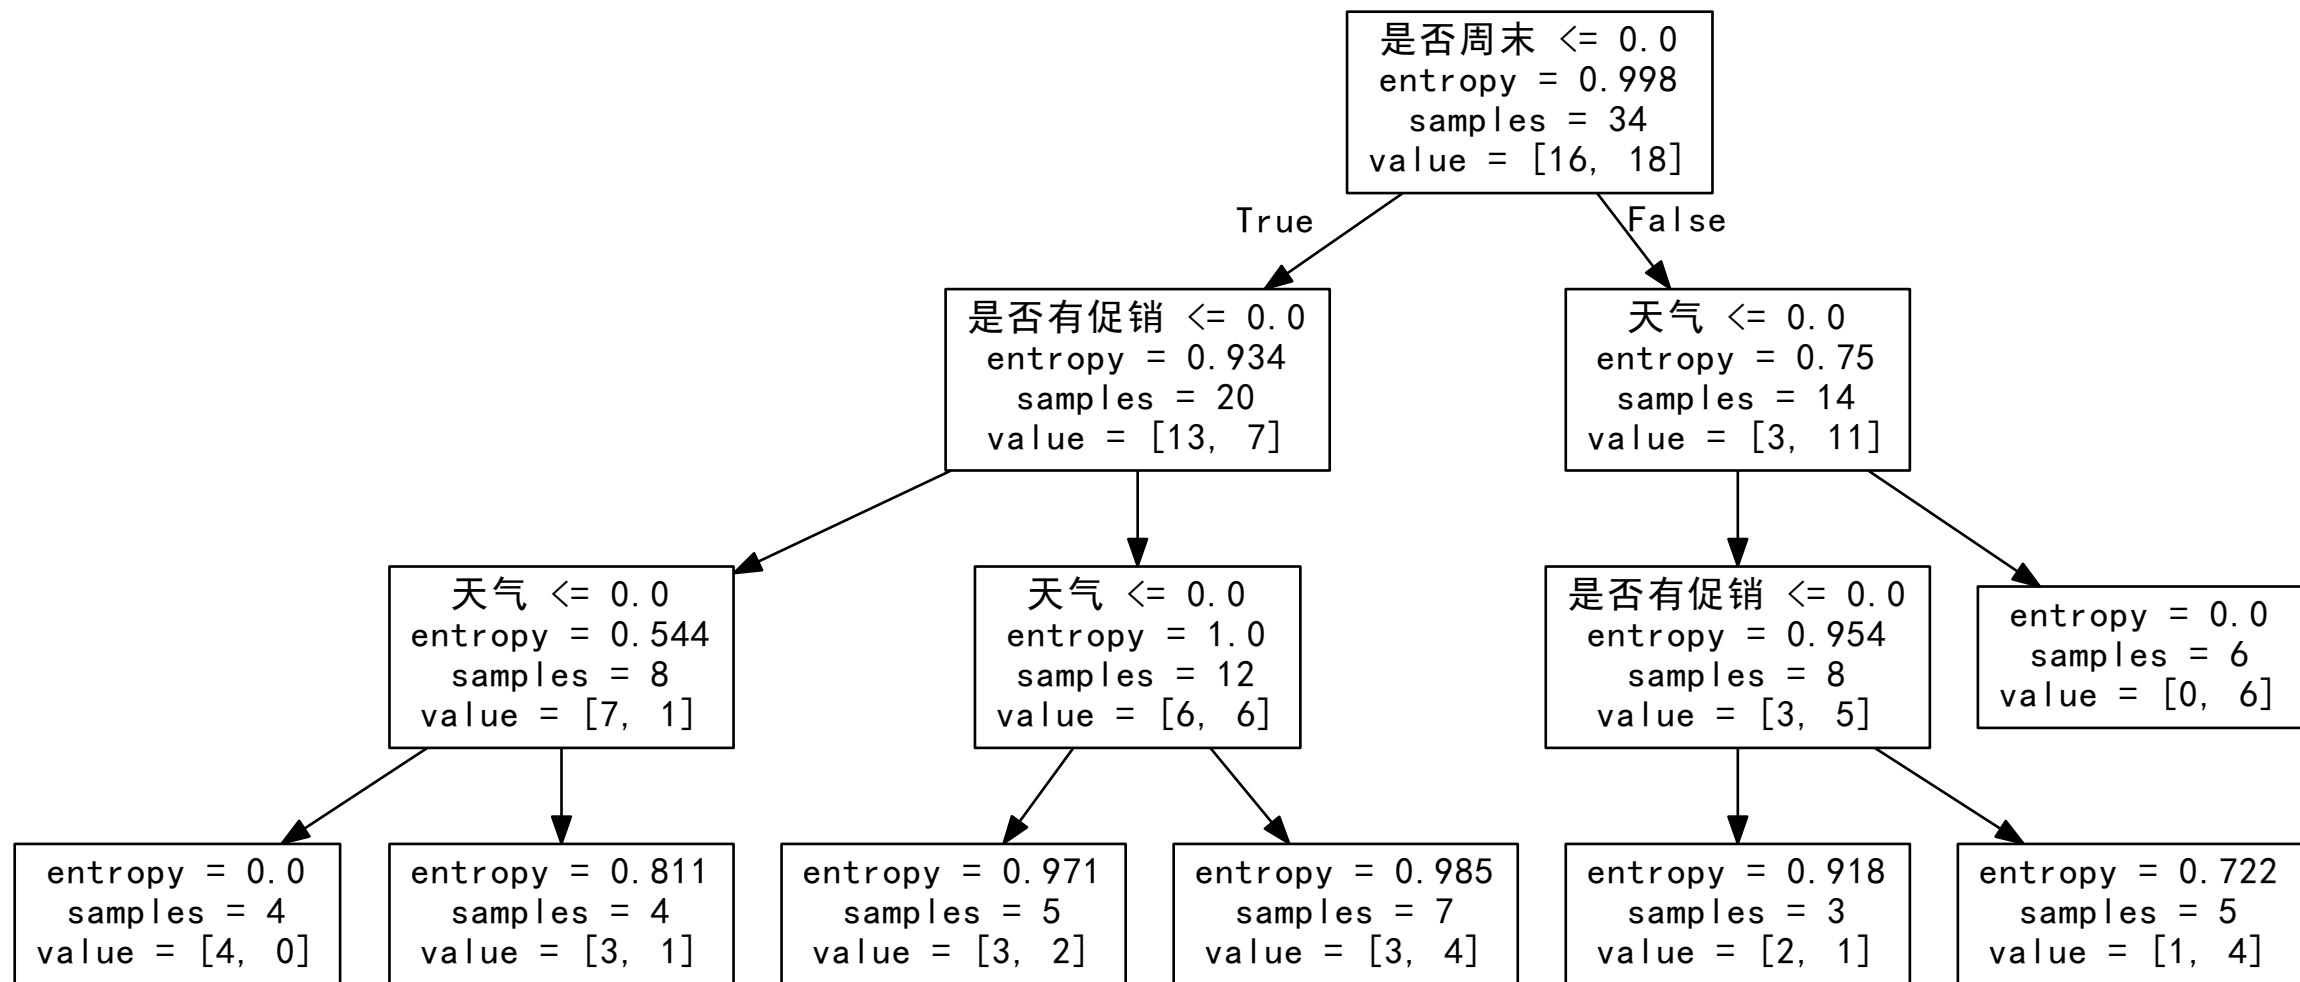 是否周末 <= 0.0
entropy = 0.998
samples = 34
value = [16, 18]
True
False
是否有促销 <= 0.0
entropy = 0.934
samples = 20
value = [13, 7]
天气 <= 0.0
entropy = 0.75
samples = 14
value = [3, 11]
天气 <= 0.0
entropy = 0.544
samples = 8
value = [7, 1]
天气 <= 0.0
entropy = 1.0
samples = 12
value = [6, 6]
是否有促销 <= 0.0
entropy = 0.954
samples = 8
value = [3, 5]
entropy = 0.0
samples = 6
value = [0, 6]
entropy = 0.0
samples = 4
value = [4, 0]
entropy = 0.811
samples = 4
value = [3, 1]
entropy = 0.971
samples = 5
value = [3, 2]
entropy = 0.985
samples = 7
value = [3, 4]
entropy = 0.918
samples = 3
value = [2, 1]
entropy = 0.722
samples = 5
value = [1, 4]